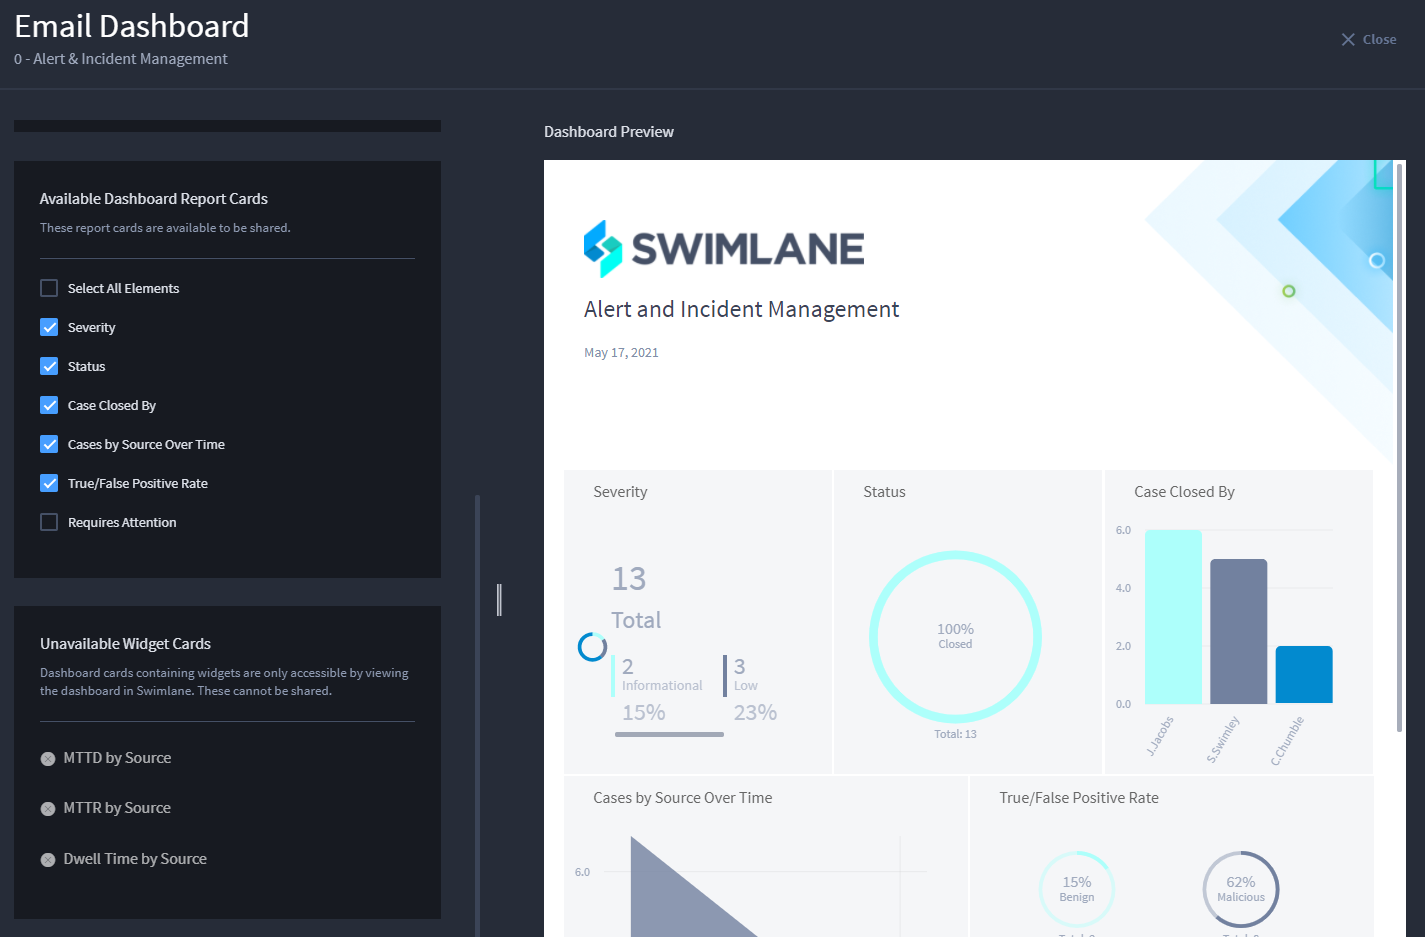 Email Dashboard
0 - Alert & Incident Management
Close
Available Dashboard Report Cards
These report cards are available to be shared.
Select All Elements
Severity
Status
Case Closed By
Cases by Source Over Time
True/False Positive Rate
Requires Attention
Unavailable Widget Cards
Dashboard cards containing widgets are only accessible by viewing
the dashboard in Swimlane. These cannot be shared.
MTTD by Source
MTTR by Source
Dwell Time by Source
Dashboard Preview
SWIMLANE
Alert and Incident Management
May 17, 2021
Severity
13
Total
2
Informational
15%
3
Low
23%
Status
100%
Closed
Total: 13
Case Closed By
6.0
4.0
2.0
0.0
J.Jacobs
S.Swimley
C.Chumble
Cases by Source Over Time
6.0
True/False Positive Rate
15%
Benign
62%
Malicious